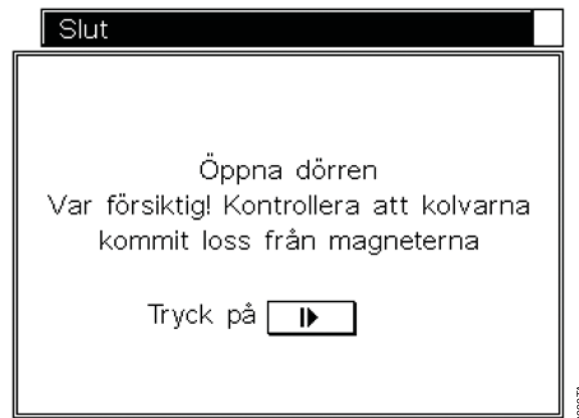 Slut
Öppna dörren
Var försiktig! Kontrollera att kolvarna
kommit loss från magneterna
Tryck på